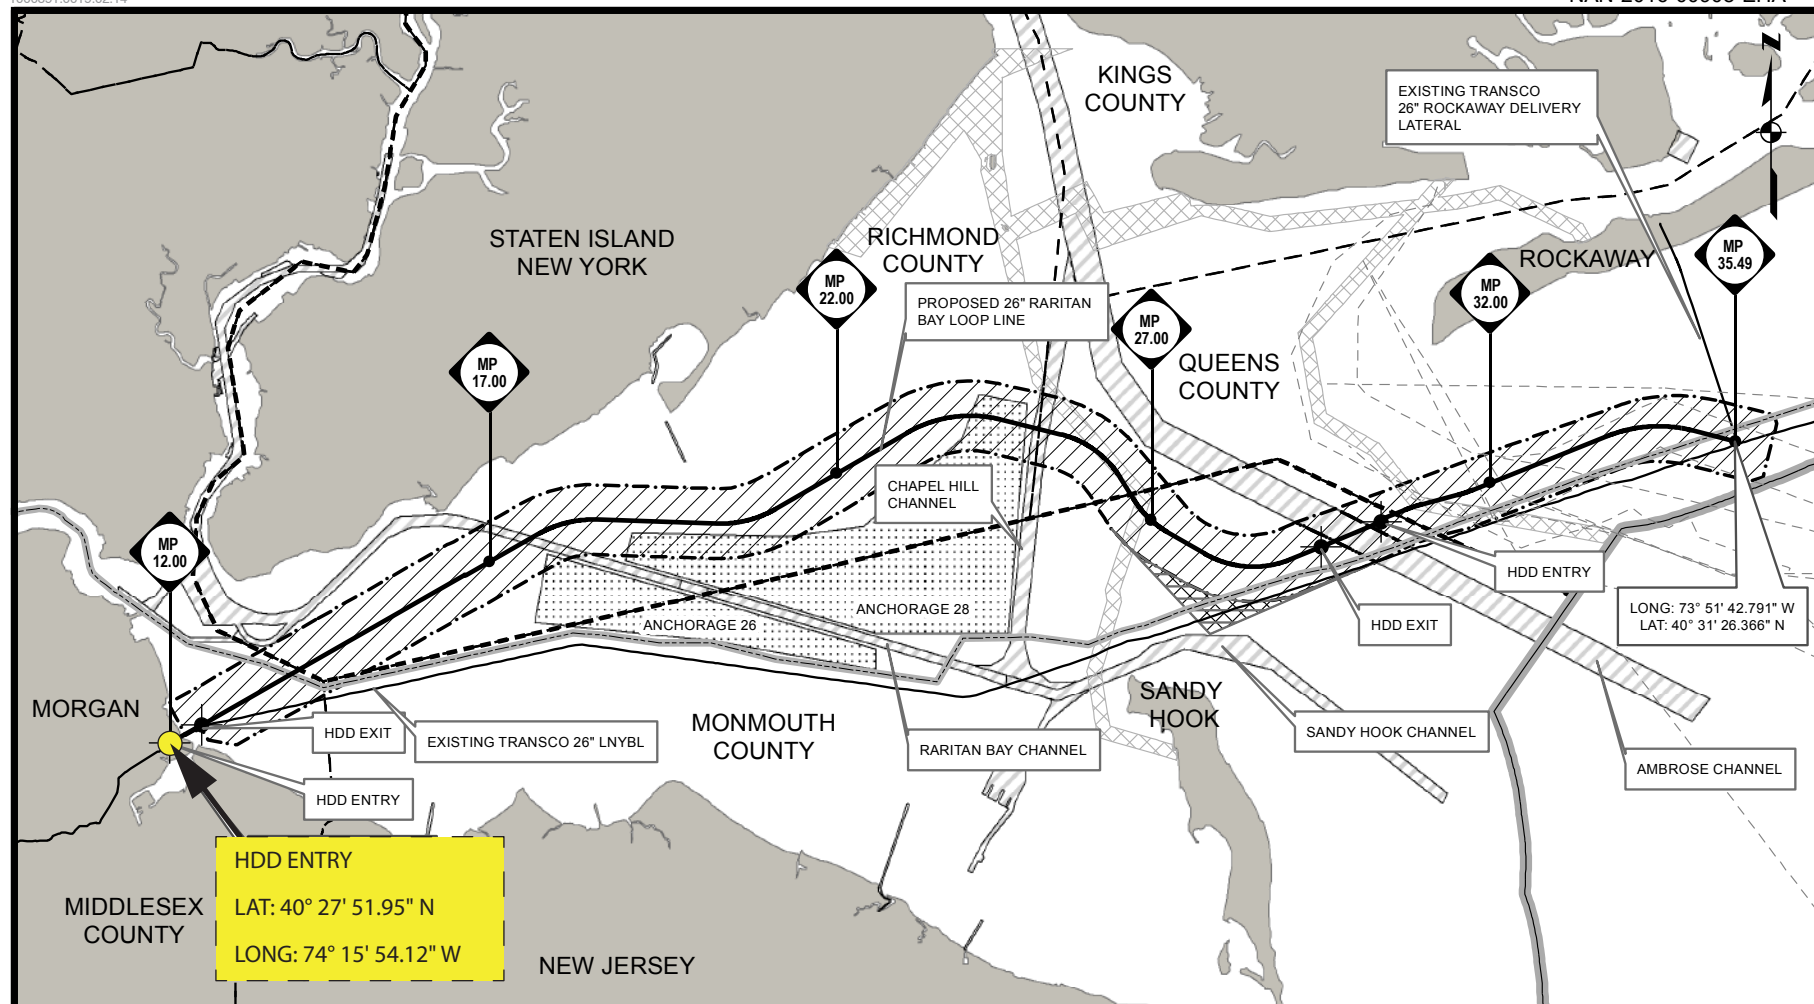 KINGS
COUNTY
EXISTING TRANSCO
26" ROCKAWAY DELIVERY
LATERAL
N
STATEN ISLAND
NEW YORK
RICHMOND
COUNTY
ROCKAWAY
MP
35.49
MP
22.00
MP
32.00
PROPOSED 26" RARITAN
BAY LOOP LINE
MP
27.00
MP
17.00
QUEENS
COUNTY
CHAPEL HILL
CHANNEL
MP
12.00
HDD ENTRY
ANCHORAGE 28
ANCHORAGE 26
HDD EXIT
LONG: 73° 51' 42.791" W
LAT: 40° 31' 26.366" N
MORGAN
SANDY
HOOK
MONMOUTH
COUNTY
HDD EXIT
EXISTING TRANSCO 26" LNYBL
RARITAN BAY CHANNEL
SANDY HOOK CHANNEL
AMBROSE CHANNEL
HDD ENTRY
HDD ENTRY
LAT: 40° 27' 51.95" N
LONG: 74° 15' 54.12" W
MIDDLESEX
COUNTY
NEW JERSEY